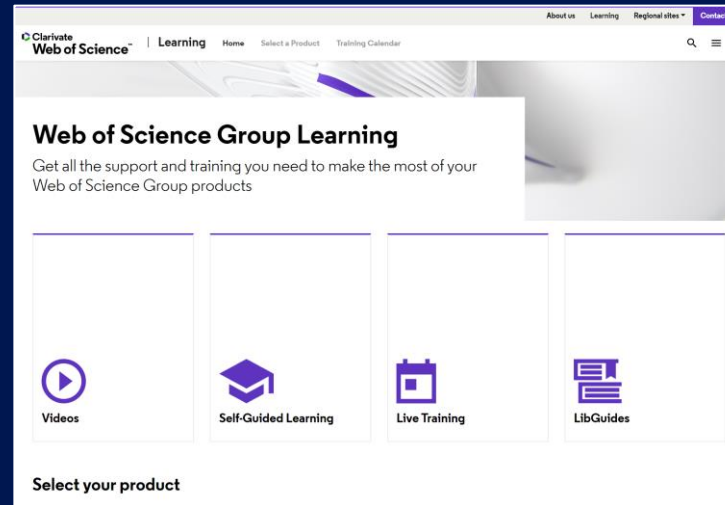 About us Learning Regional sites Contact
Clarivate
Web of Science™ | Learning Home Select a Product Training Calendar
Web of Science Group Learning
Get all the support and training you need to make the most of your
Web of Science Group products
Videos Self-Guided Learning Live Training LibGuides
Select your product